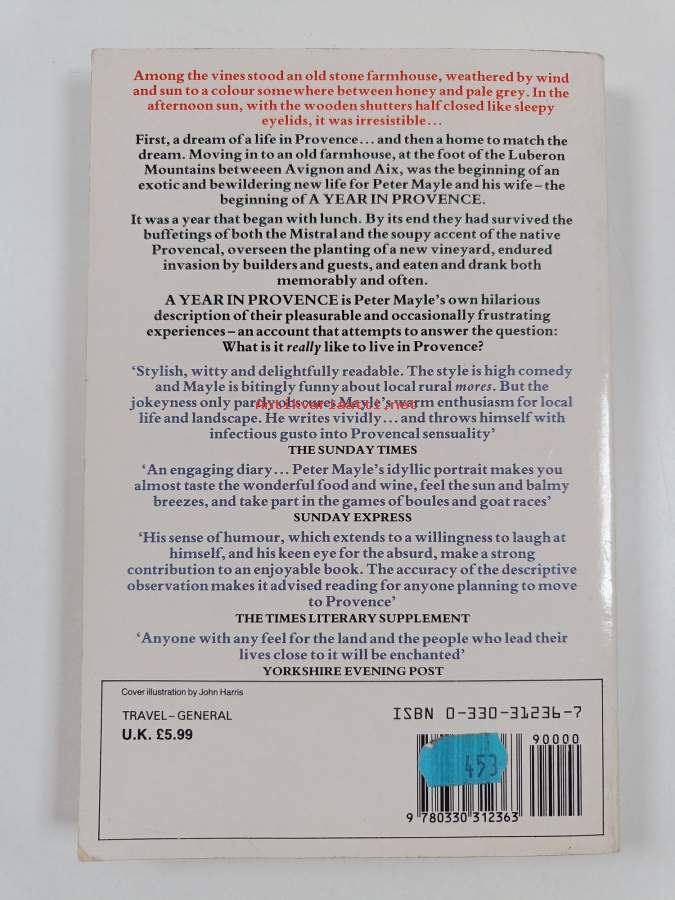 Among the vines stood an old stone farmhouse, weathered by wind
and sun to a colour somewhere between honey and pale grey. In the
afternoon sun, with the wooden shutters half closed like sleepy
eyelids, it was irresistible...
First, a dream of a life in Provence... and then a home to match the
dream. Moving in to an old farmhouse, at the foot of the Luberon
Mountains betweeen Avignon and Aix, was the beginning of an
exotic and bewildering new life for Peter Mayle and his wife – the
beginning of A YEAR IN PROVENCE.
It was a year that began with lunch. By its end they had survived the
buffetings of both the Mistral and the soupy accent of the native
Provencal, overseen the planting of a new vineyard, endured
invasion by builders and guests, and eaten and drank both
memorably and often.
A YEAR IN PROVENCE is Peter Mayle's own hilarious
description of their pleasurable and occasionally frustrating
experiences – an account that attempts to answer the question:
What is it really like to live in Provence?
'Stylish, witty and delightfully readable. The style is high comedy
and Mayle is bitingly funny about local rural mores. But the
jokeyness only partly obscures Mayle's warm enthusiasm for local
Antikvariaatti.net
life and landscape. He writes vividly... and throws himself with
infectious gusto into Provencal sensuality'
THE SUNDAY TIMES
'An engaging diary... Peter Mayle's idyllic portrait makes you
almost taste the wonderful food and wine, feel the sun and balmy
breezes, and take part in the games of boules and goat races'
SUNDAY EXPRESS
'His sense of humour, which extends to a willingness to laugh at
himself, and his keen eye for the absurd, make a strong
contribution to an enjoyable book. The accuracy of the descriptive
observation makes it advised reading for anyone planning to move
to Provence'
THE TIMES LITERARY SUPPLEMENT
'Anyone with any feel for the land and the people who lead their
lives close to it will be enchanted'
YORKSHIRE EVENING POST
Cover illustration by John Harris
TRAVEL – GENERAL
U.K. £5.99
ISBN 0-330-31236-7
90000
453
9 780330 312363